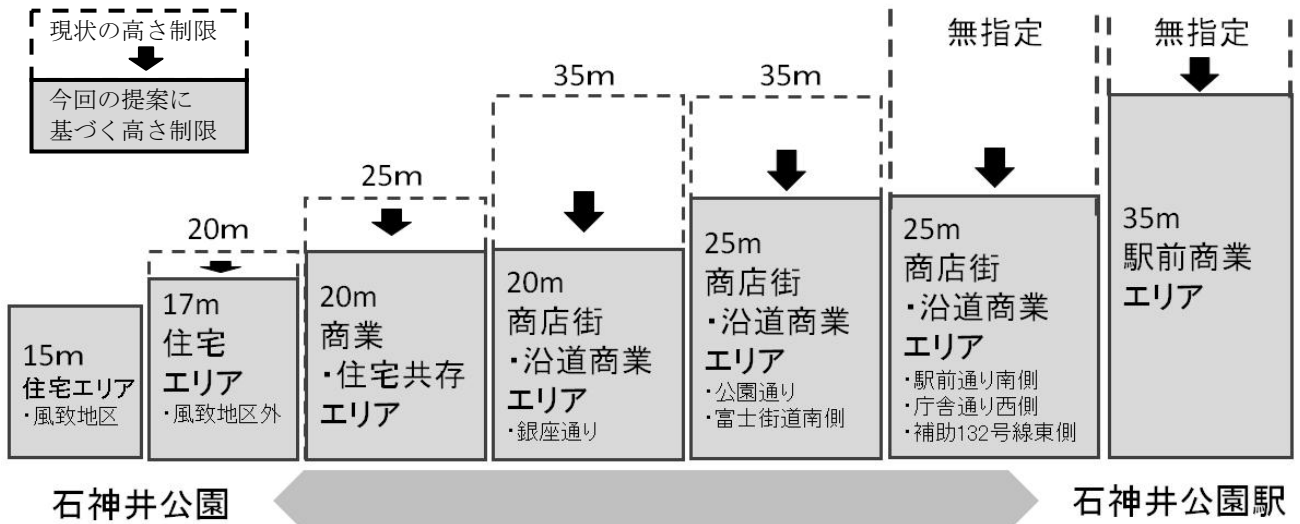 現状の高さ制限
今回の提案に
基づく高さ制限
15m
住宅エリア
・風致地区
20m
17m
住宅
エリア
・風致地区外
25m
20m
商業
・住宅共存
エリア
35m
20m
商店街
・沿道商業
エリア
・銀座通り
35m
25m
商店街
・沿道商業
エリア
・公園通り
・富士街道南側
無指定
25m
商店街
・沿道商業
エリア
・駅前通り南側
・庁舎通り西側
・補助132号線東側
無指定
35m
駅前商業
エリア
石神井公園
石神井公園駅